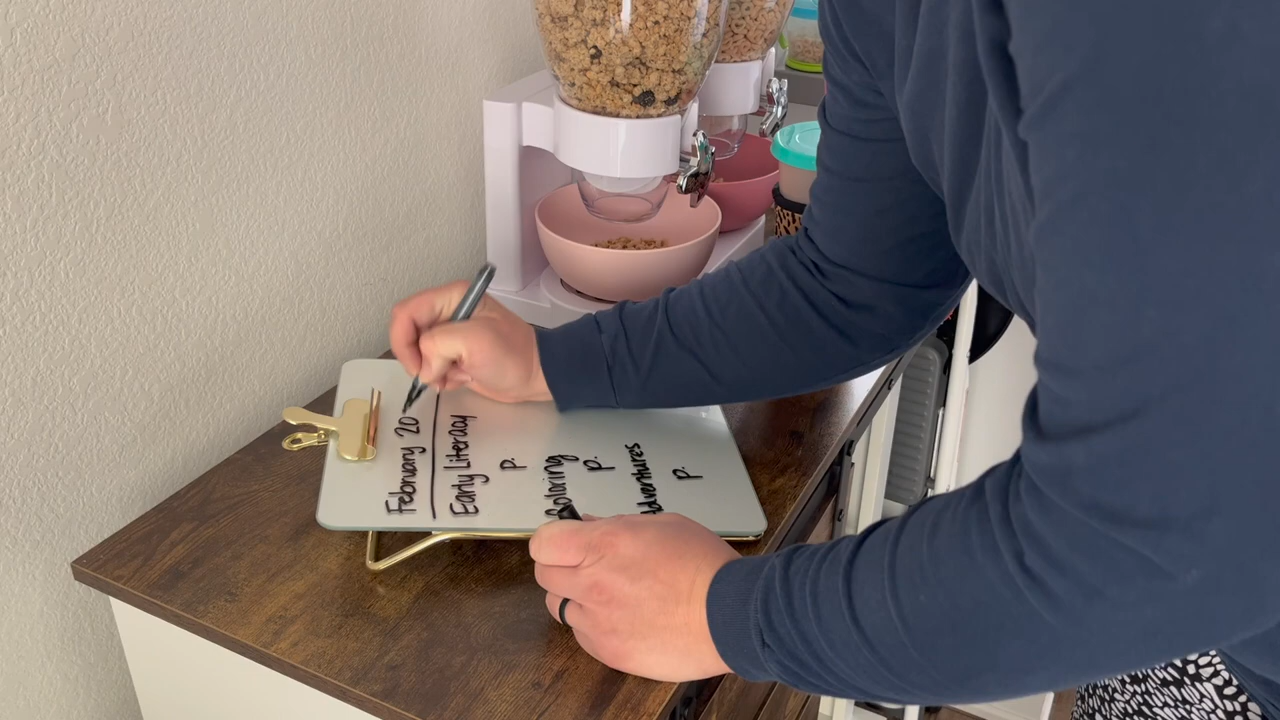 February 20
Early Literacy
p.
Coloring
p.
Adventures
p.